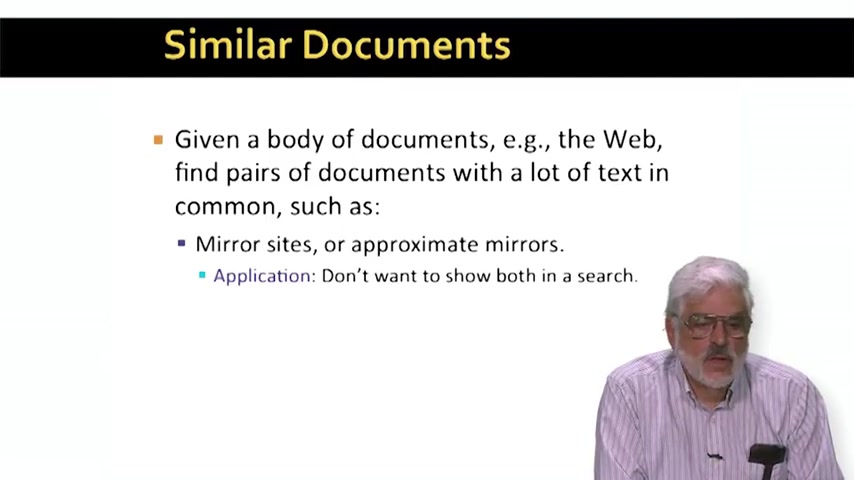 Similar Documents
Given a body of documents, e.g., the Web,
find pairs of documents with a lot of text in
common, such as:
Mirror sites, or approximate mirrors.
Application: Don't want to show both in a search.